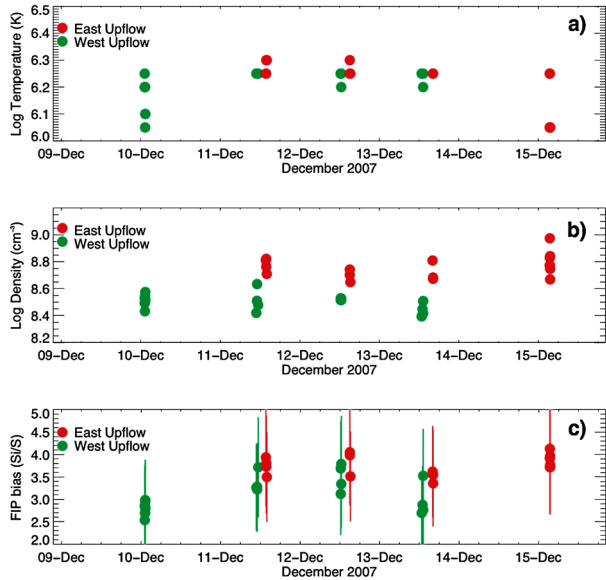 a)
East Upflow
West Upflow
Log Temperature (K)
6.5
6.4
6.3
6.2
6.1
6.0
09–Dec 10–Dec 11–Dec 12–Dec 13–Dec 14–Dec 15–Dec
December 2007
b)
East Upflow
West Upflow
Log Density (cm⁻³)
9.0
8.8
8.6
8.4
8.2
09–Dec 10–Dec 11–Dec 12–Dec 13–Dec 14–Dec 15–Dec
December 2007
c)
East Upflow
West Upflow
FIP bias (Si/S)
5.0
4.5
4.0
3.5
3.0
2.5
2.0
09–Dec 10–Dec 11–Dec 12–Dec 13–Dec 14–Dec 15–Dec
December 2007